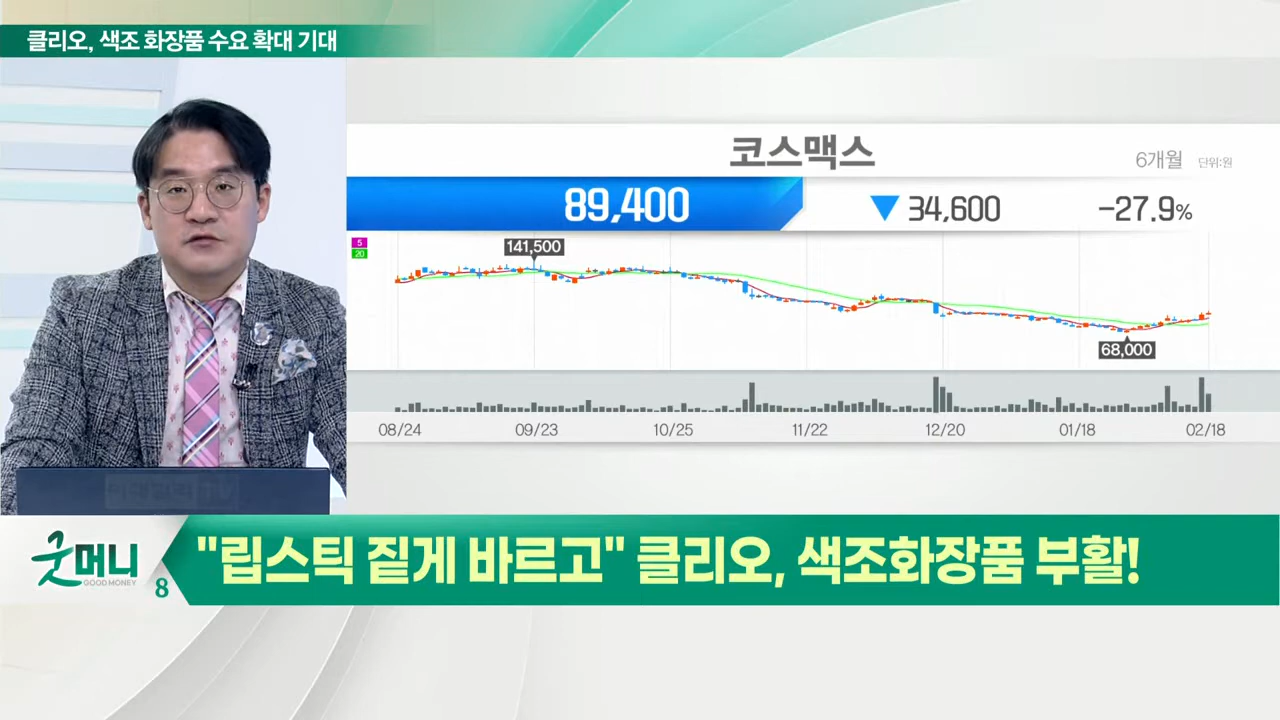 클리오, 색조 화장품 수요 확대 기대
코스맥스
6개월 단위:원
89,400 ▼ 34,600 -27.9%
5
20
141,500
68,000
08/24 09/23 10/25 11/22 12/20 01/18 02/18
굿머니
GOOD MONEY
8
"립스틱 짙게 바르고" 클리오, 색조화장품 부활!